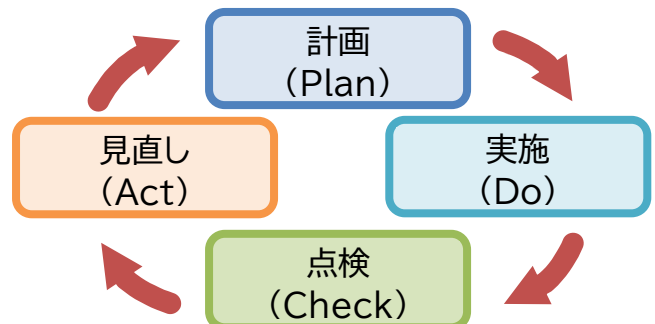 計画
（Plan）
実施
（Do）
点検
（Check）
見直し
（Act）